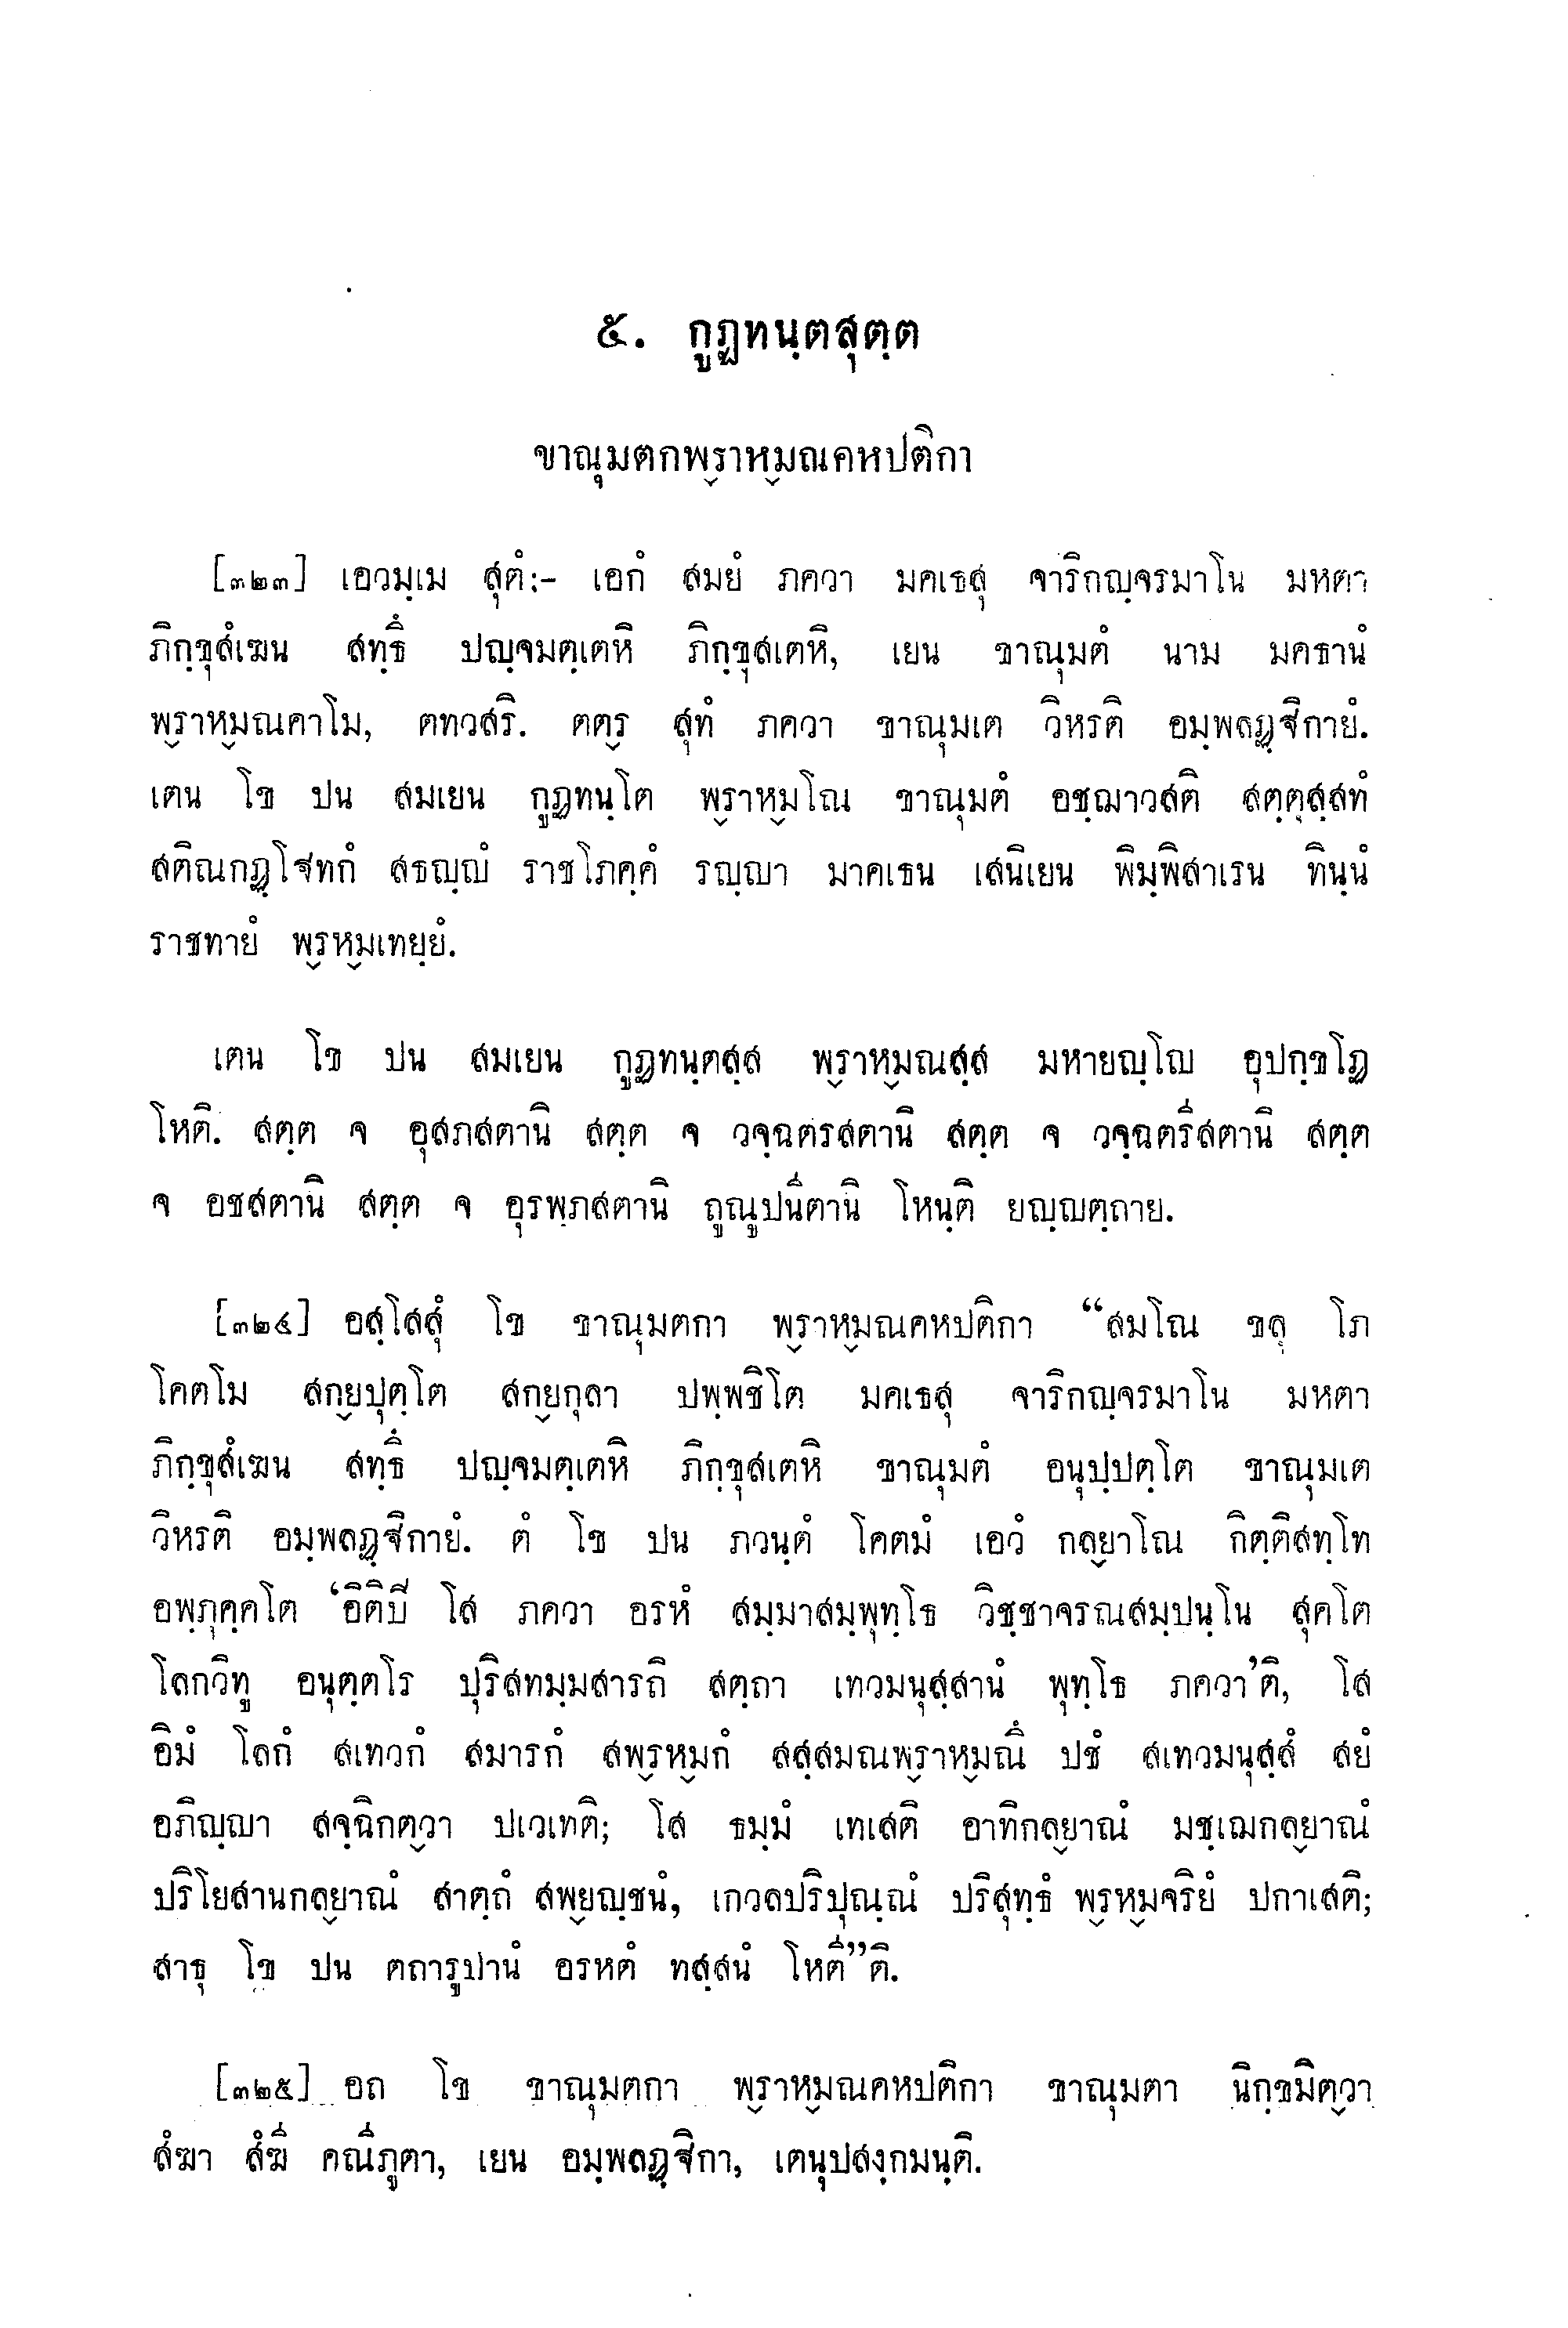 ๕. กูฏทนฺตสุตฺต
ขาณุมตกพ๎ราห๎มณคหปติกา
[๓๒๓] เอวมฺเม สุตํ:- เอกํ สมยํ ภควา มคเธสุ จาริกญฺจรมาโน มหตา
ภิกฺขุสํเฆน สทฺธึ ปญฺจมตฺเตหิ ภิกฺขุสเตหิ, เยน ขาณุมตํ นาม มคธานํ
พ๎ราห๎มณคาโม, ตทวสริ. ตต๎ร สุทํ ภควา ขาณุมเต วิหรติ อมฺพลฏฺฐิกายํ.
เตน โข ปน สมเยน กูฏทนฺโต พ๎ราห๎มโณ ขาณุมตํ อชฺฌาวสติ สตฺตุสฺสทํ
สติณกฏฺโฐทกํ สธญฺญํ ราชโภคฺคํ รญฺญา มาคเธน เสนิเยน พิมฺพิสาเรน ทินฺนํ
ราชทายํ พ๎รห๎มเทยฺยํ.
เตน โข ปน สมเยน กูฏทนฺตสฺส พ๎ราห๎มณสฺส มหายญฺโญ อุปกฺขโฏ
โหติ. สตฺต จ อุสภสตานิ สตฺต จ วจฺฉตรสตานิ สตฺต จ วจฺฉตรีสตานิ สตฺต
จ อชสตานิ สตฺต จ อุรพฺภสตานิ ถูณูปนีตานิ โหนฺติ ยญฺญตฺถาย.
[๓๒๔] อสฺโสสุํ โข ขาณุมตกา พ๎ราห๎มณคหปติกา “สมโณ ขลุ โภ
โคตโม สก๎ยปุตฺโต สก๎ยกุลา ปพฺพชิโต มคเธสุ จาริกญฺจรมาโน มหตา
ภิกฺขุสํเฆน สทฺธึ ปญฺจมตฺเตหิ ภิกฺขุสเตหิ ขาณุมตํ อนุปฺปตฺโต ขาณุมเต
วิหรติ อมฺพลฏฺฐิกายํ. ตํ โข ปน ภวนฺตํ โคตมํ เอวํ กล๎ยาโณ กิตฺติสทฺโท
อพฺภุคฺคโต ‘อิติปิ โส ภควา อรหํ สมฺมาสมฺพุทฺโธ วิชฺชาจรณสมฺปนฺโน สุคโต
โลกวิทู อนุตฺตโร ปุริสทมฺมสารถิ สตฺถา เทวมนุสฺสานํ พุทฺโธ ภควา’ติ, โส
อิมํ โลกํ สเทวกํ สมารกํ สพ๎รห๎มกํ สสฺสมณพ๎ราห๎มณึ ปชํ สเทวมนุสฺสํ สยํ
อภิญฺญา สจฺฉิกต๎วา ปเวเทติ; โส ธมฺมํ เทเสติ อาทิกล๎ยาณํ มชฺเฌกล๎ยาณํ
ปริโยสานกล๎ยาณํ สาตฺถํ สพ๎ยญฺชนํ, เกวลปริปุณฺณํ ปริสุทฺธํ พ๎รห๎มจริยํ ปกาเสติ;
สาธุ โข ปน ตถารูปานํ อรหตํ ทสฺสนํ โหตี”ติ.
[๓๒๕] อถ โข ขาณุมตกา พ๎ราห๎มณคหปติกา ขาณุมตา นิกฺขมิต๎วา
สํฆา สํฆี คณีภูตา, เยน อมฺพลฏฺฐิกา, เตนุปสงฺกมนฺติ.